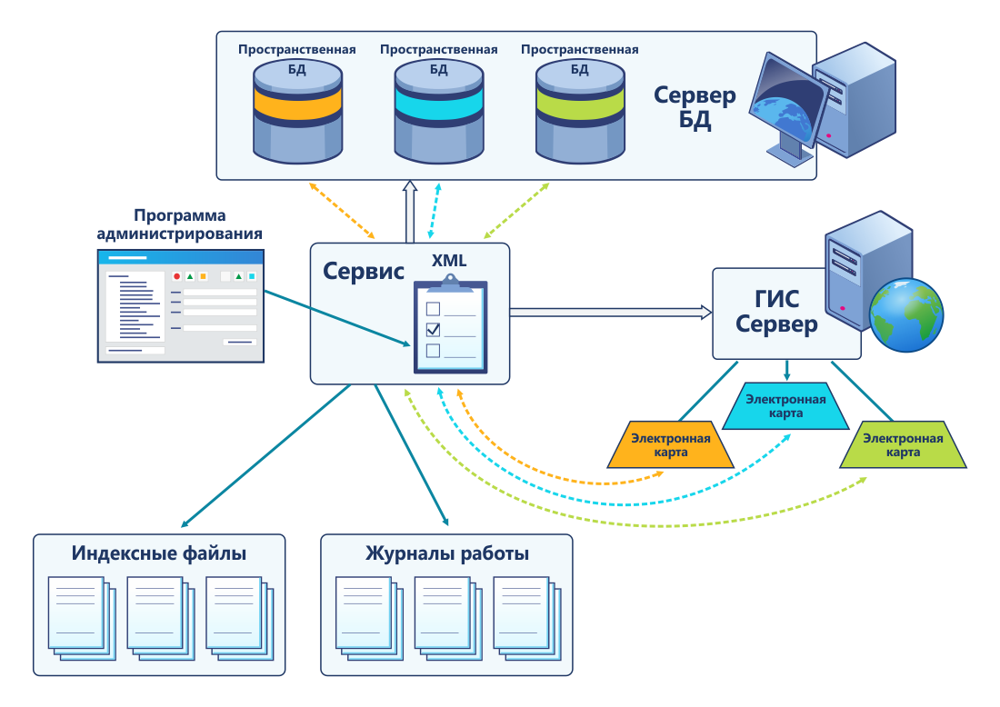 Пространственная
БД
Пространственная
БД
Пространственная
БД
Сервер
БД
Программа
администрирования
Сервис
XML
ГИС
Сервер
Электронная
карта
Электронная
карта
Электронная
карта
Индексные файлы
Журналы работы